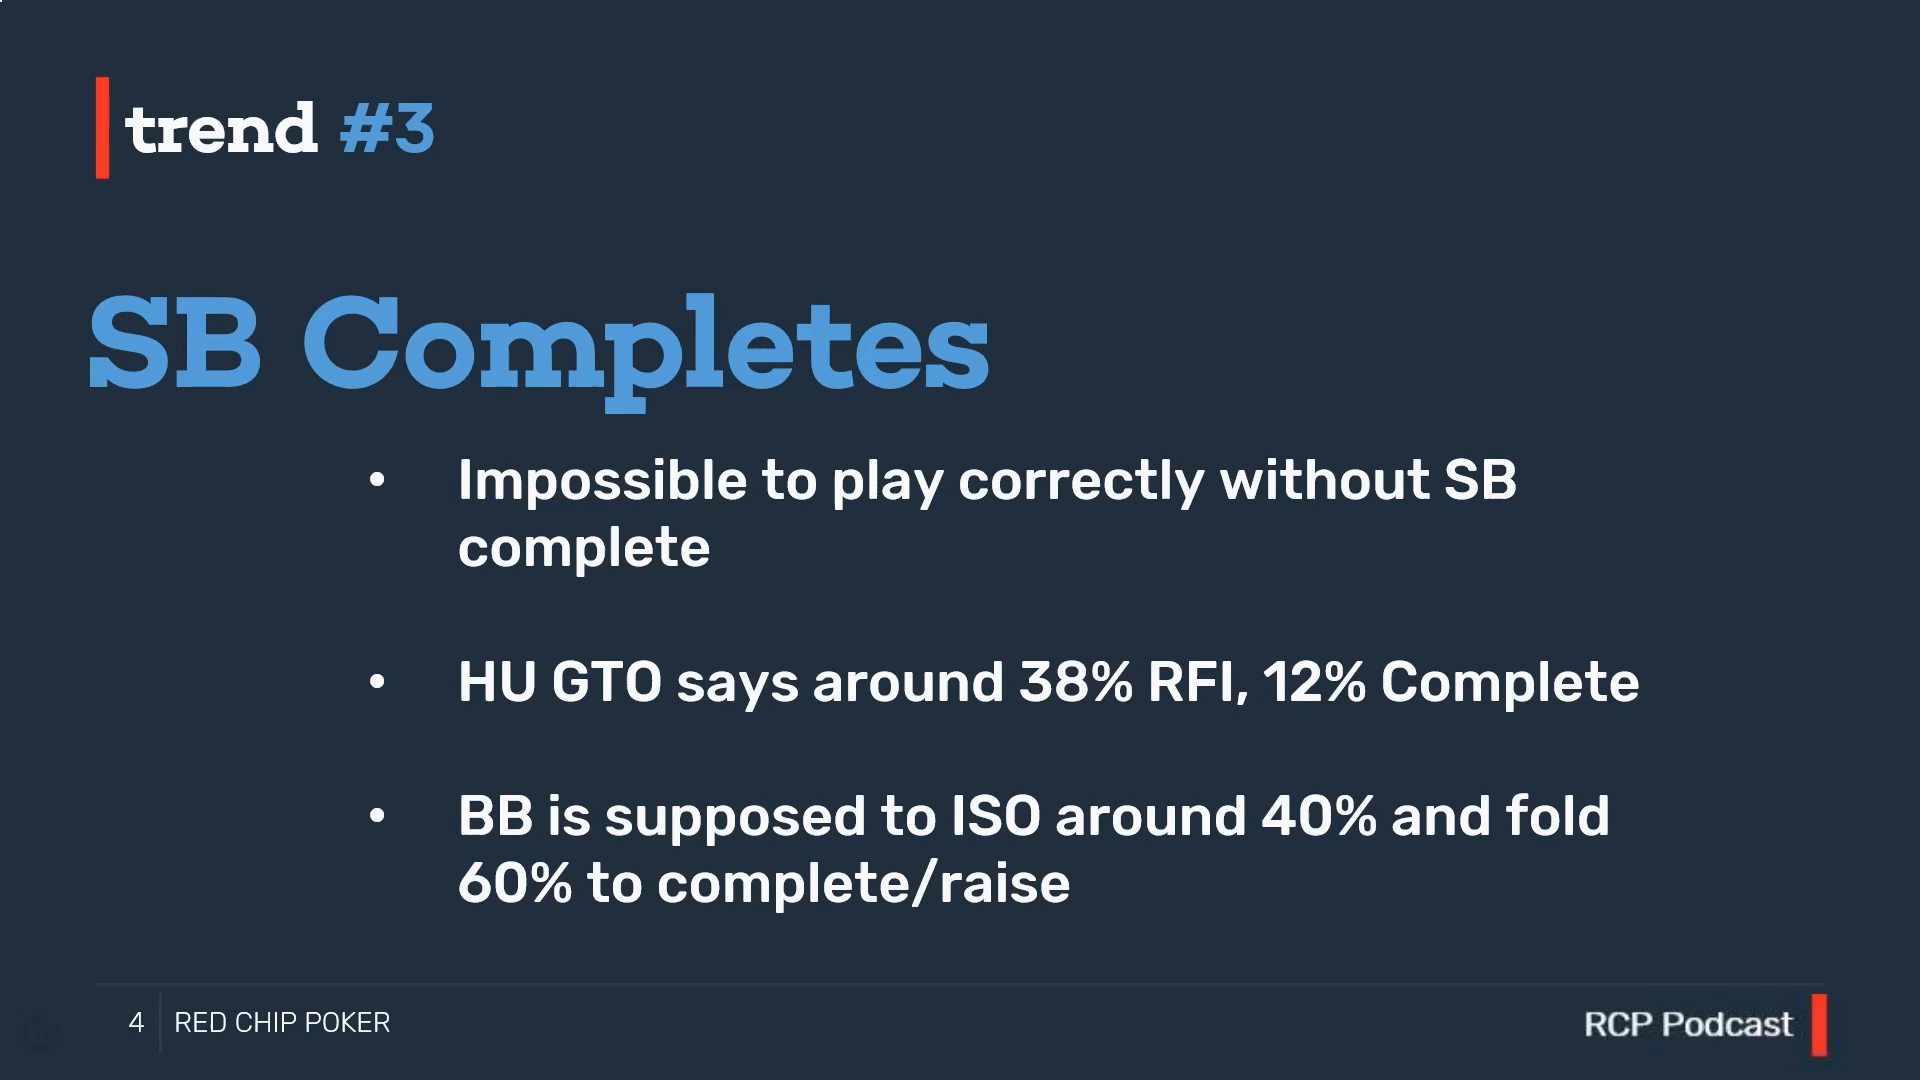 trend #3
SB Completes
• Impossible to play correctly without SB
complete
• HU GTO says around 38% RFI, 12% Complete
• BB is supposed to ISO around 40% and fold
60% to complete/raise
4 RED CHIP POKER
RCP Podcast